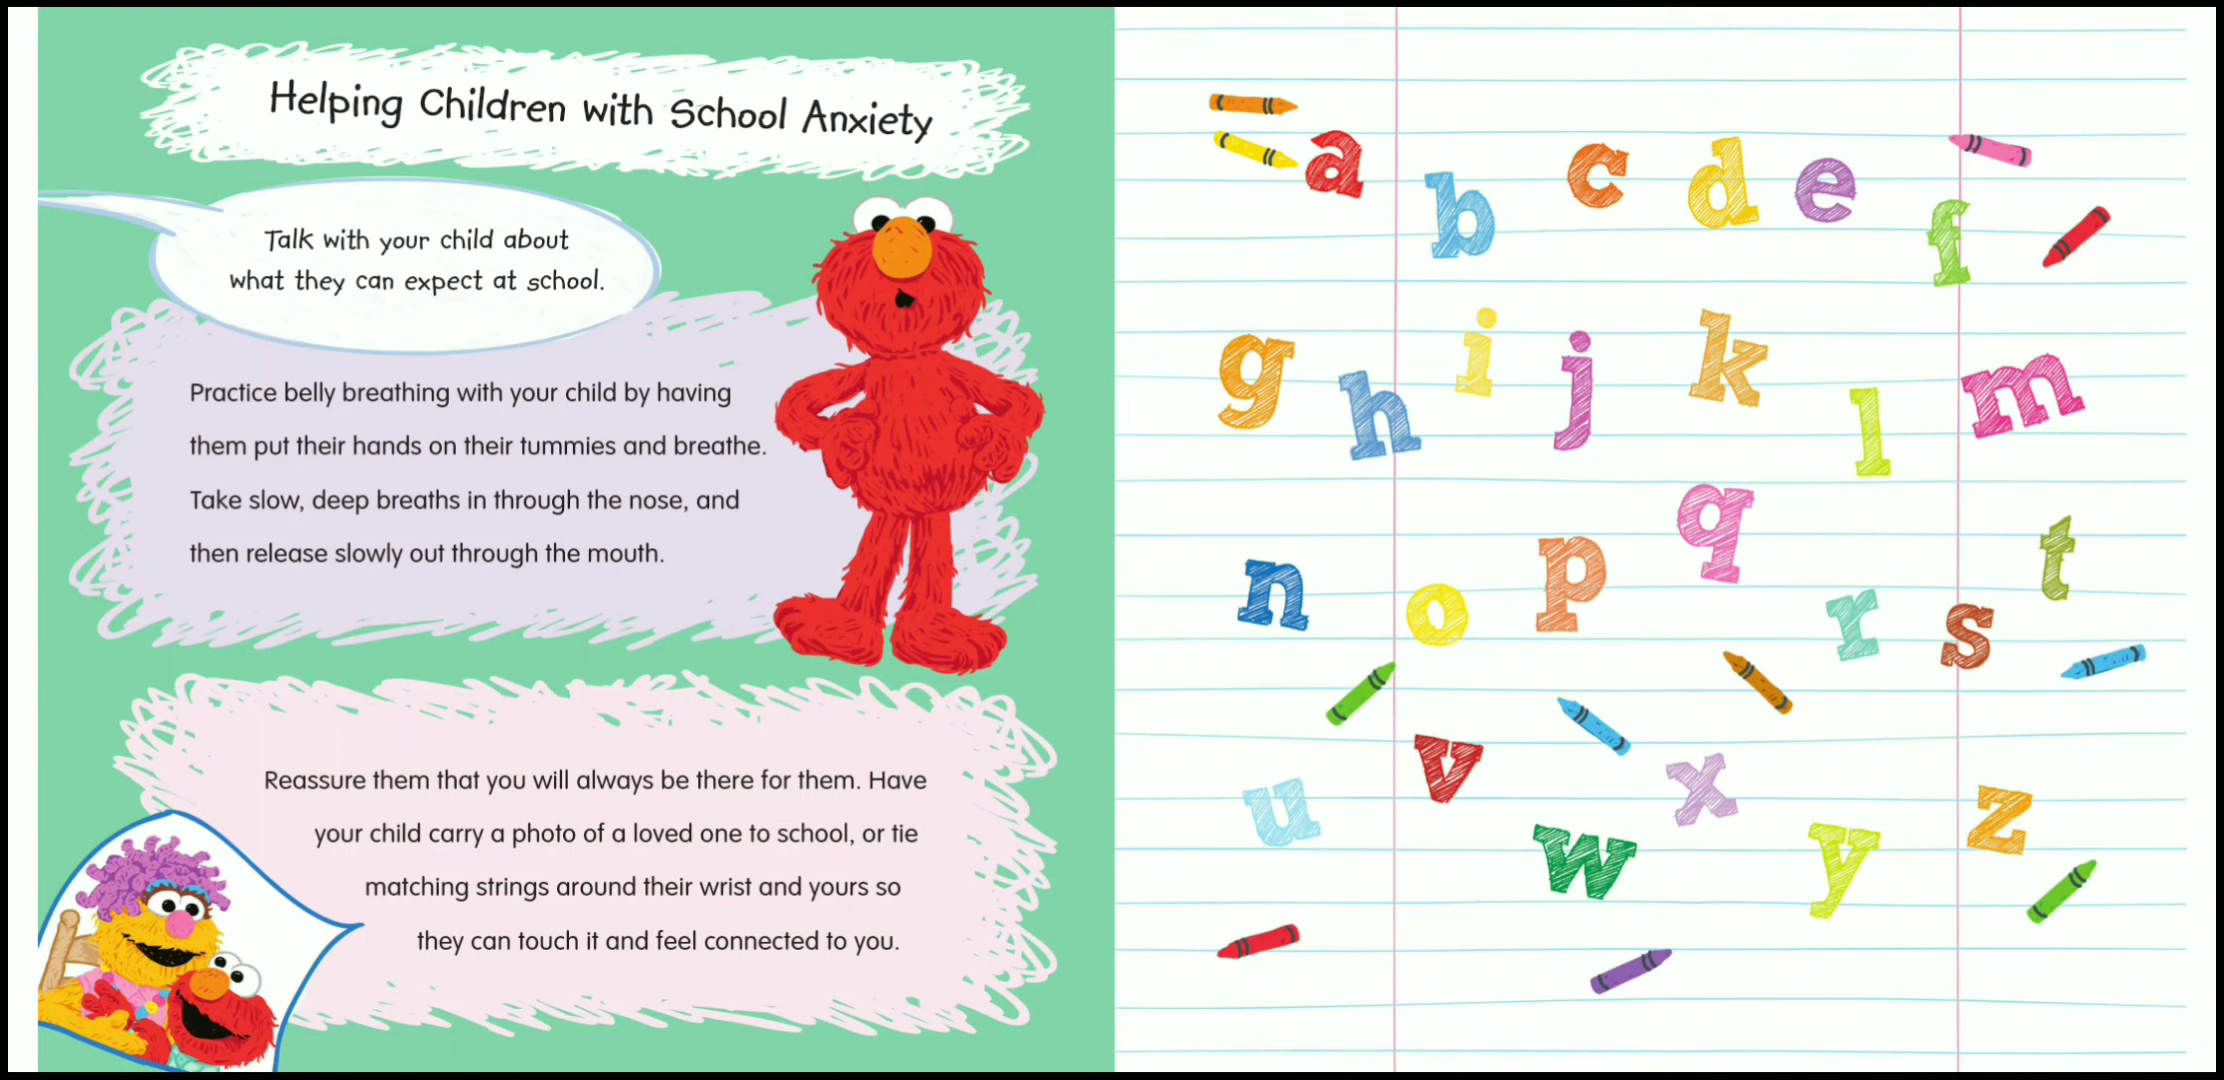 Helping Children with School Anxiety
Talk with your child about
what they can expect at school.
Practice belly breathing with your child by having
them put their hands on their tummies and breathe.
Take slow, deep breaths in through the nose, and
then release slowly out through the mouth.
Reassure them that you will always be there for them. Have
your child carry a photo of a loved one to school, or tie
matching strings around their wrist and yours so
they can touch it and feel connected to you.
a b c d e f
g h i j k l m
n o p q r s t
u v w x y z